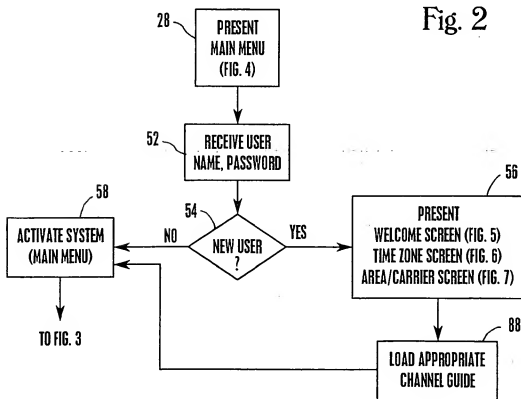 Fig. 2
28
PRESENT
MAIN MENU
(FIG. 4)
52
RECEIVE USER
NAME, PASSWORD
54
NEW USER
?
NO
YES
56
PRESENT
WELCOME SCREEN (FIG. 5)
TIME ZONE SCREEN (FIG. 6)
AREA/CARRIER SCREEN (FIG. 7)
58
ACTIVATE SYSTEM
(MAIN MENU)
TO FIG. 3
88
LOAD APPROPRIATE
CHANNEL GUIDE